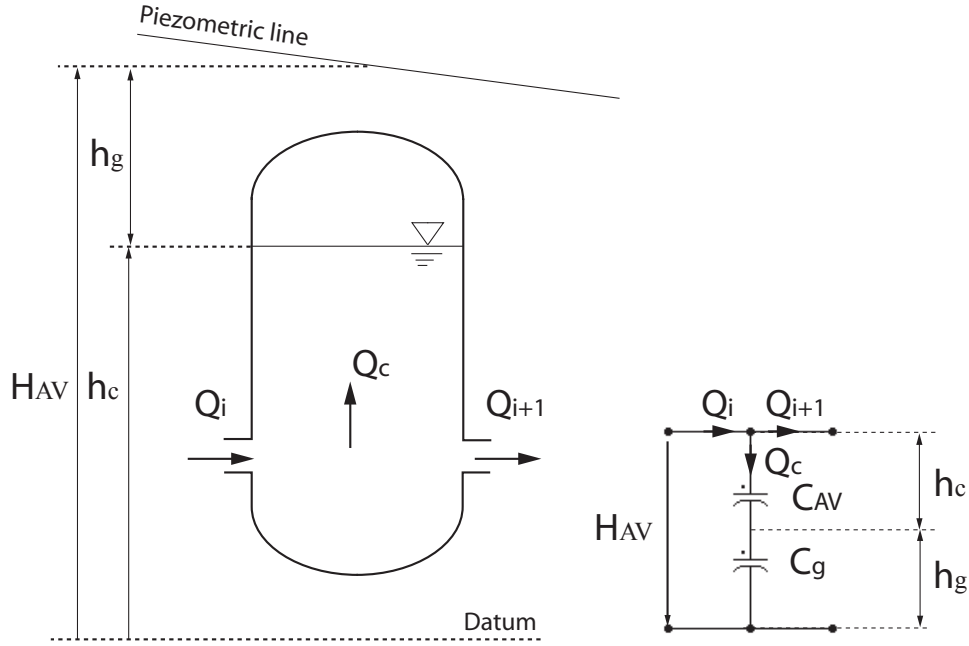 Piezometric line
hg
HAV
hc
Qc
Qi
Qi+1
Datum
Qi
Qi+1
Qc
CAV
HAV
Cg
hc
hg